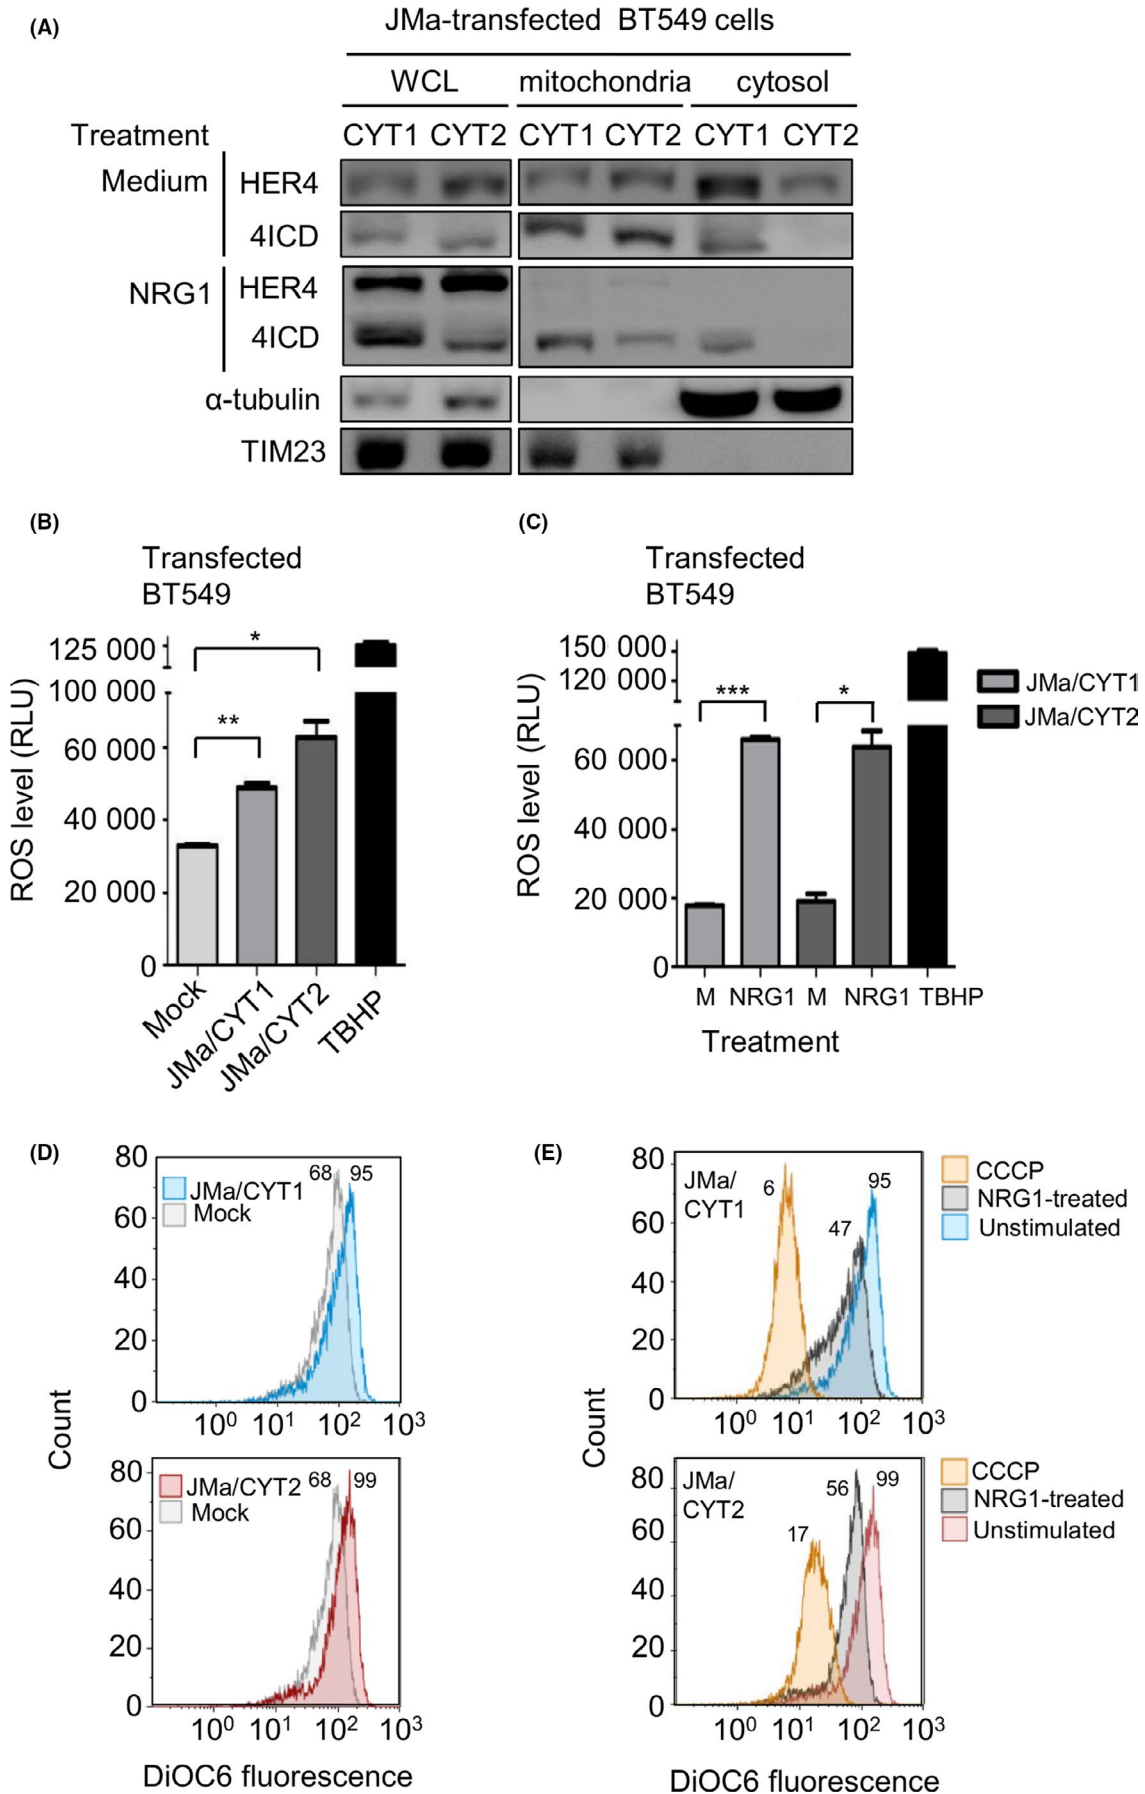 (A)
JMa-transfected BT549 cells
WCL mitochondria cytosol
Treatment CYT1 CYT2 CYT1 CYT2 CYT1 CYT2
Medium HER4
4ICD
NRG1 HER4
4ICD
α-tubulin
TIM23
(B)
Transfected
BT549
ROS level (RLU)
125 000
100 000
60 000
40 000
20 000
0
*
**
Mock JMa/CYT1 JMa/CYT2 TBHP
(C)
Transfected
BT549
ROS level (RLU)
150 000
120 000
60 000
40 000
20 000
0
*** *
M NRG1 M NRG1 TBHP
Treatment
JMa/CYT1
JMa/CYT2
(D)
Count
80
60
40
20
0
68 95
JMa/CYT1
Mock
10⁰ 10¹ 10² 10³
80
60
40
20
0
JMa/CYT2 68 99
Mock
10⁰ 10¹ 10² 10³
DiOC6 fluorescence
(E)
Count
80
60
40
20
0
JMa/
CYT1
6 47 95
CCCP
NRG1-treated
Unstimulated
10⁰ 10¹ 10² 10³
80
60
40
20
0
JMa/
CYT2
17 56 99
CCCP
NRG1-treated
Unstimulated
10⁰ 10¹ 10² 10³
DiOC6 fluorescence